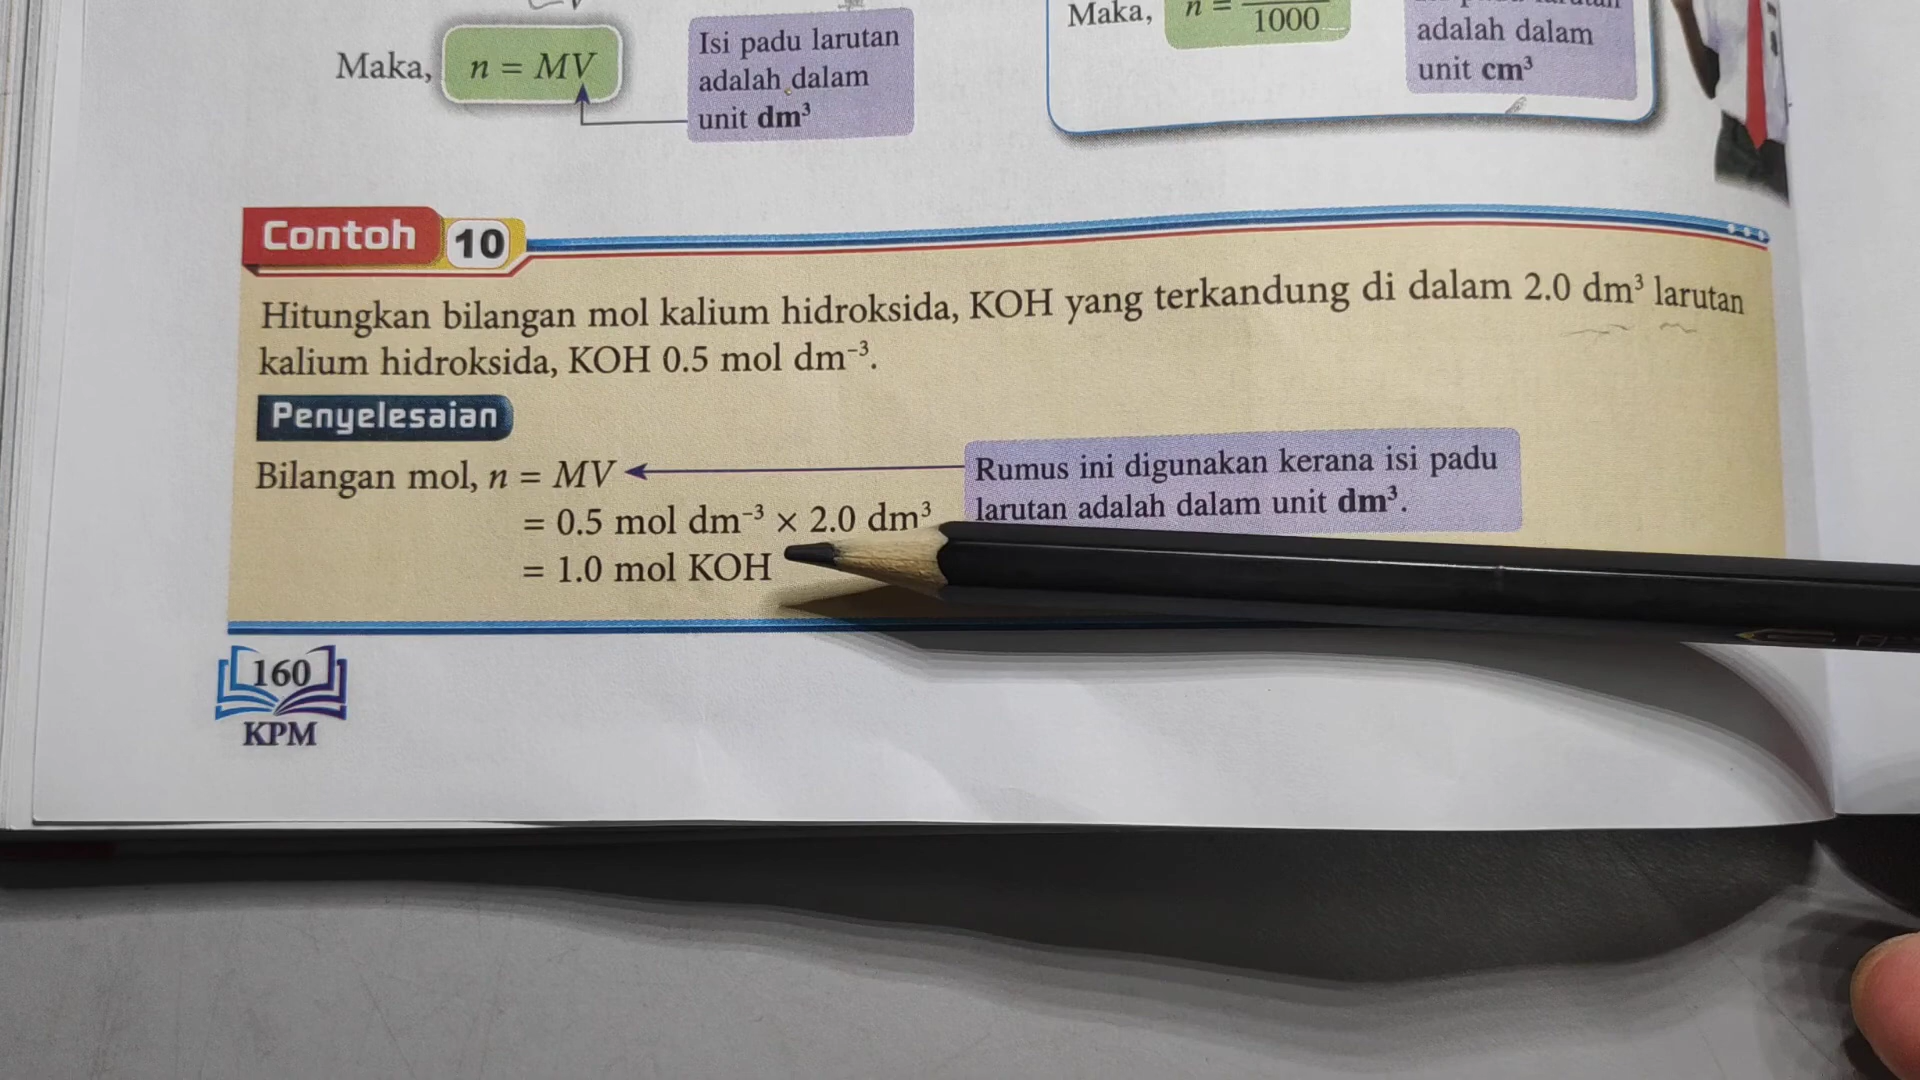 Maka, n = MV
Isi padu larutan
adalah dalam
unit dm³
Maka, n = 1000
adalah dalam
unit cm³
Contoh 10
Hitungkan bilangan mol kalium hidroksida, KOH yang terkandung di dalam 2.0 dm³ larutan
kalium hidroksida, KOH 0.5 mol dm⁻³.
Penyelesaian
Bilangan mol, n = MV
Rumus ini digunakan kerana isi padu
larutan adalah dalam unit dm³.
= 0.5 mol dm⁻³ × 2.0 dm³
= 1.0 mol KOH
160
KPM